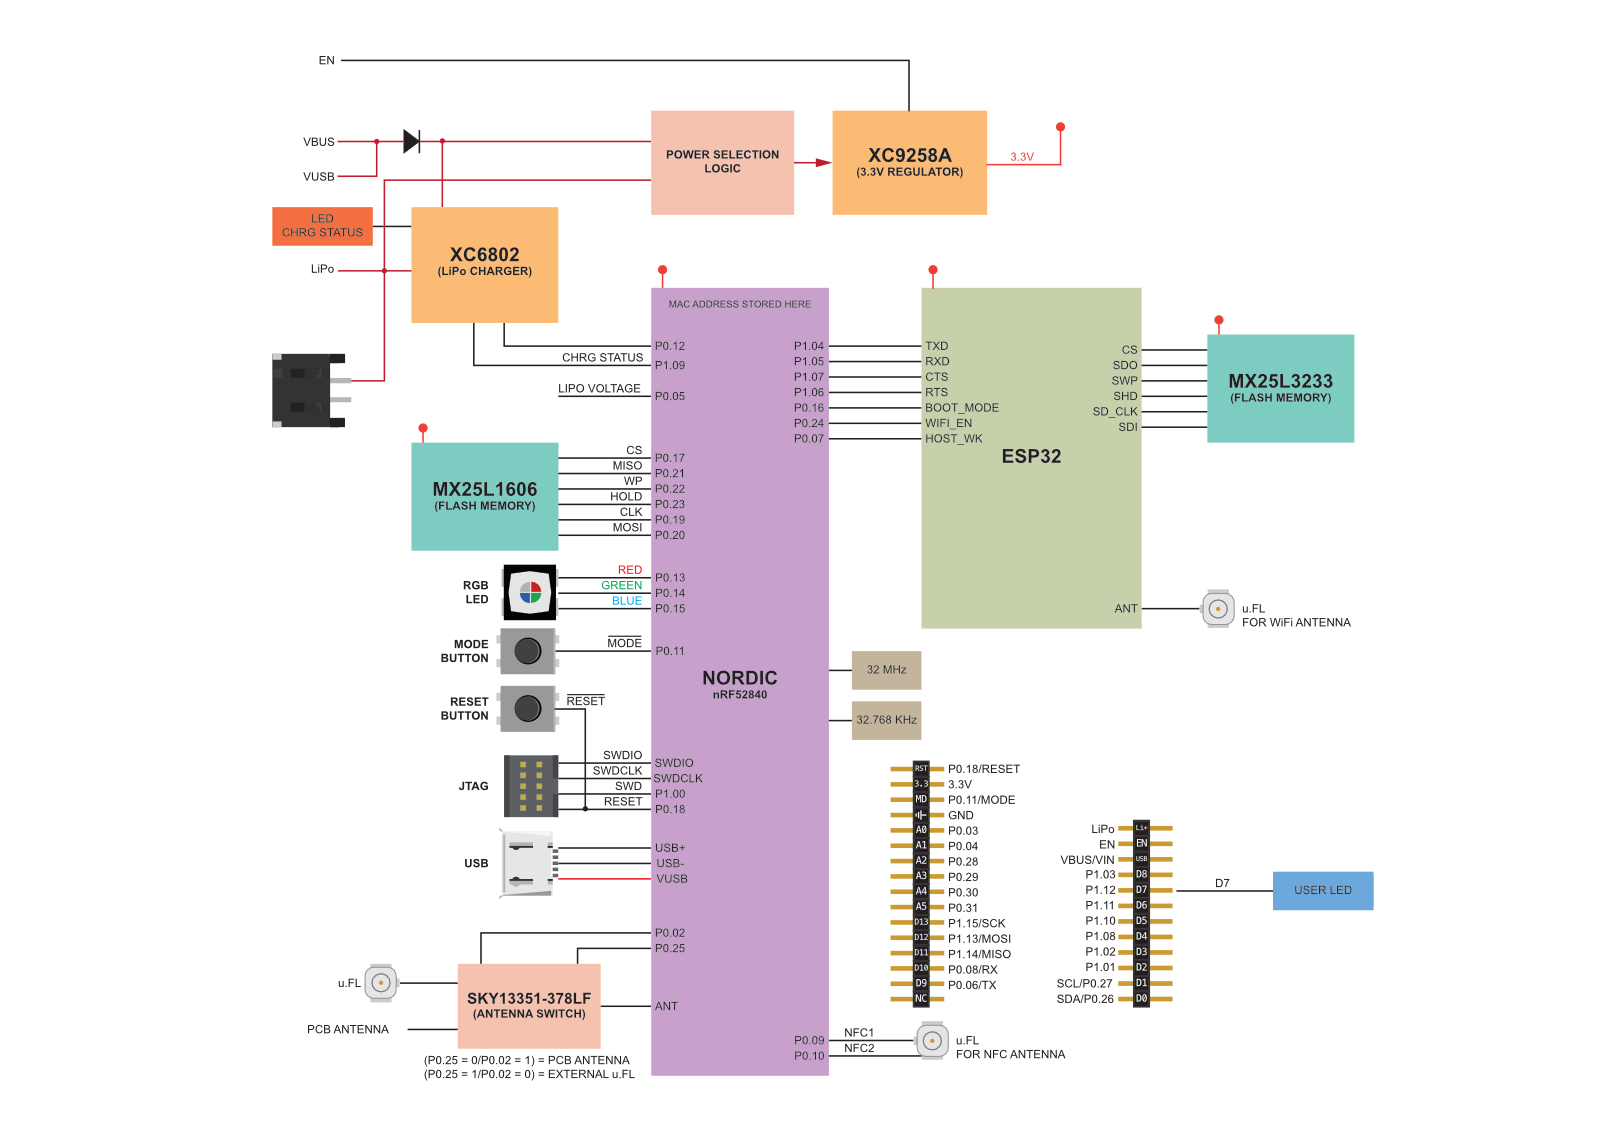 EN
VBUS
VUSB
LED
CHRG STATUS
LiPo
XC6802
(LiPo CHARGER)
POWER SELECTION
LOGIC
XC9258A
(3.3V REGULATOR)
3.3V
MAC ADDRESS STORED HERE
P0.12
CHRG STATUS
P1.09
LIPO VOLTAGE
P0.05
MX25L1606
(FLASH MEMORY)
CS
P0.17
MISO
P0.21
WP
P0.22
HOLD
P0.23
CLK
P0.19
MOSI
P0.20
RGB
LED
RED
P0.13
GREEN
P0.14
BLUE
P0.15
MODE
BUTTON
MODE
P0.11
RESET
BUTTON
RESET
JTAG
SWDIO
SWDIO
SWDCLK
SWDCLK
SWD
P1.00
RESET
P0.18
USB
USB+
USB-
VUSB
P0.02
P0.25
u.FL
PCB ANTENNA
SKY13351-378LF
(ANTENNA SWITCH)
ANT
(P0.25 = 0/P0.02 = 1) = PCB ANTENNA
(P0.25 = 1/P0.02 = 0) = EXTERNAL u.FL
NORDIC
nRF52840
P1.04
TXD
P1.05
RXD
P1.07
CTS
P1.06
RTS
P0.16
BOOT_MODE
P0.24
WIFI_EN
P0.07
HOST_WK
ESP32
CS
SDO
SWP
SHD
SD_CLK
SDI
MX25L3233
(FLASH MEMORY)
ANT
u.FL
FOR WiFi ANTENNA
32 MHz
32.768 KHz
RST P0.18/RESET
3.3 3.3V
MD P0.11/MODE
GND
A0 P0.03
A1 P0.04
A2 P0.28
A3 P0.29
A4 P0.30
A5 P0.31
D13 P1.15/SCK
D12 P1.13/MOSI
D11 P1.14/MISO
D10 P0.08/RX
D9 P0.06/TX
NC
LiPo Li+
EN EN
VBUS/VIN USB
P1.03 D8
P1.12 D7
P1.11 D6
P1.10 D5
P1.08 D4
P1.02 D3
P1.01 D2
SCL/P0.27 D1
SDA/P0.26 D0
D7
USER LED
P0.09
NFC1
P0.10
NFC2
u.FL
FOR NFC ANTENNA